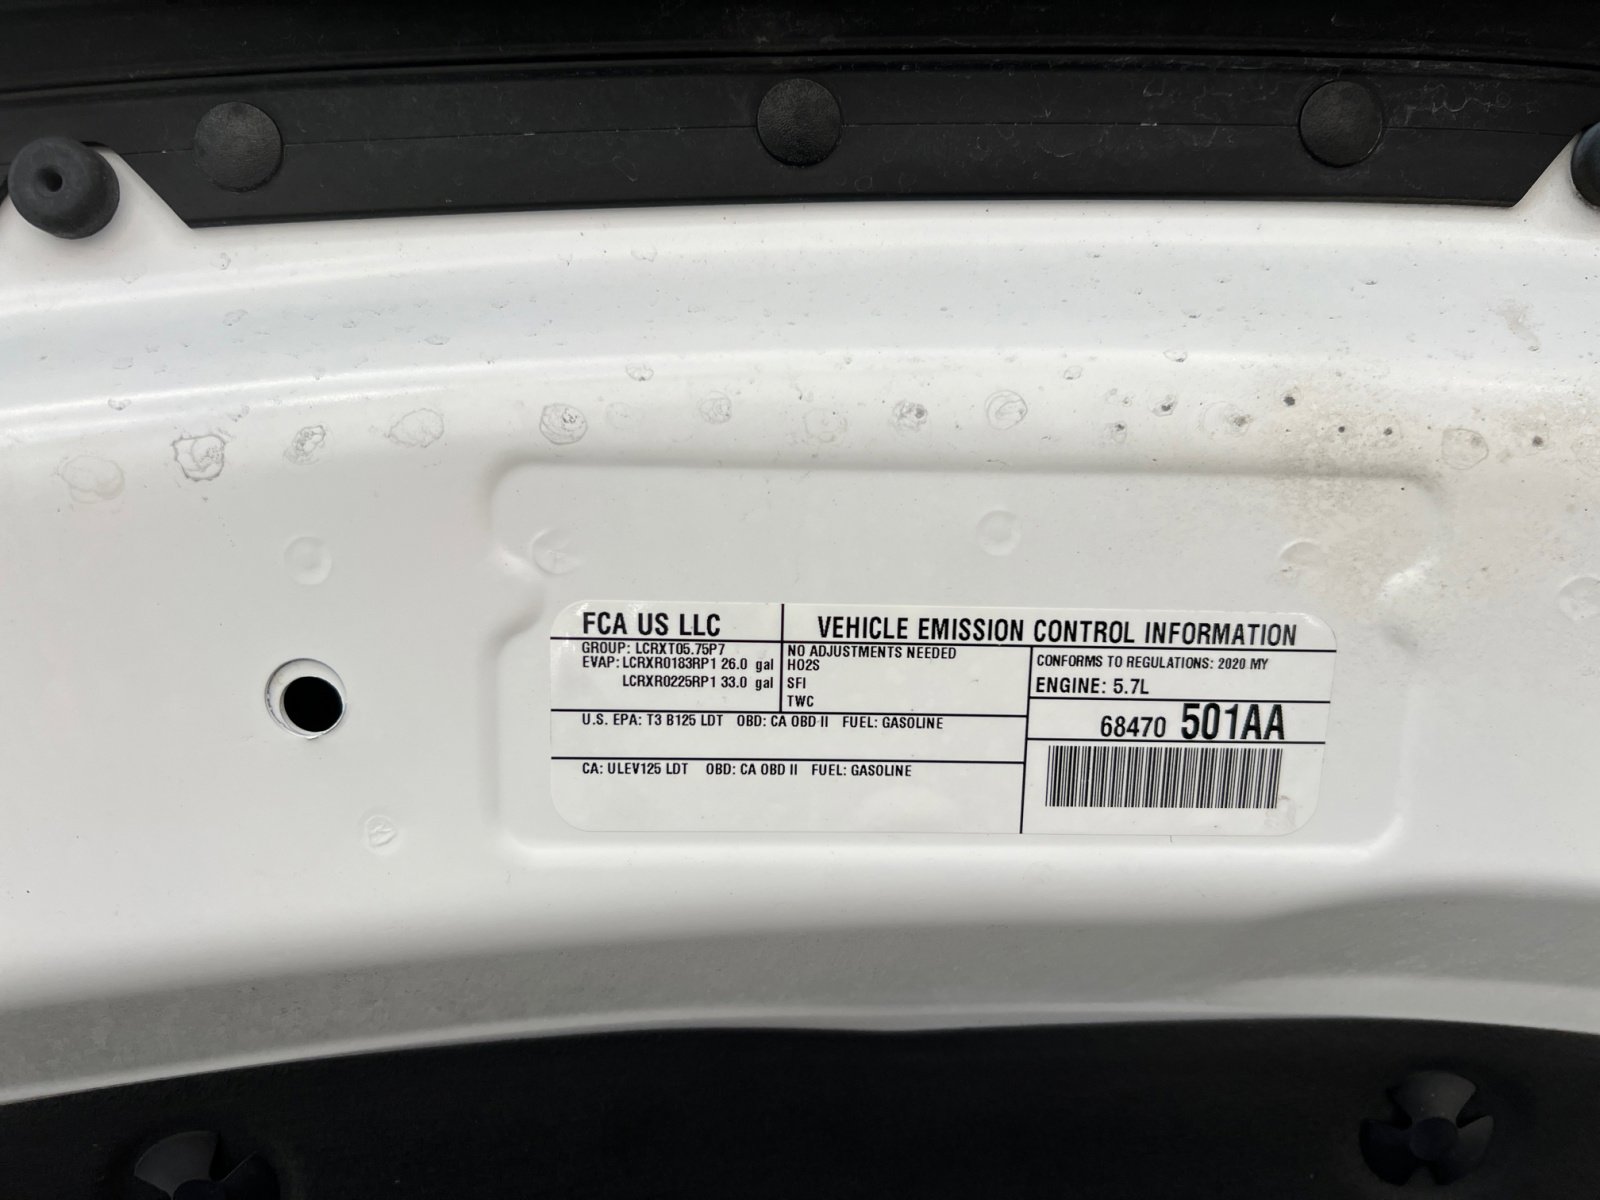 FCA US LLC
VEHICLE EMISSION CONTROL INFORMATION
GROUP: LCRXT05.75P7
EVAP: LCRXR0183RP1 26.0 gal
LCRXR0225RP1 33.0 gal
NO ADJUSTMENTS NEEDED
HO2S
SFI
TWC
CONFORMS TO REGULATIONS: 2020 MY
ENGINE: 5.7L
U.S. EPA: T3 B125 LDT OBD: CA OBD II FUEL: GASOLINE
68470 501AA
CA: ULEV125 LDT OBD: CA OBD II FUEL: GASOLINE